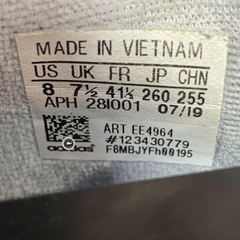 MADE IN VIETNAM
US UK FR JP CHN
8 7½ 41⅓ 260 255
APH 28I001 07/19
ART EE4964
#123430779
F8MBJYFh00195
adidas